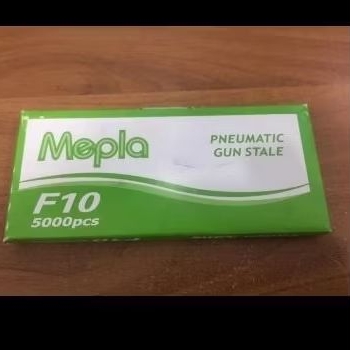 Mepla
PNEUMATIC
GUN STALE
F10
5000pcs